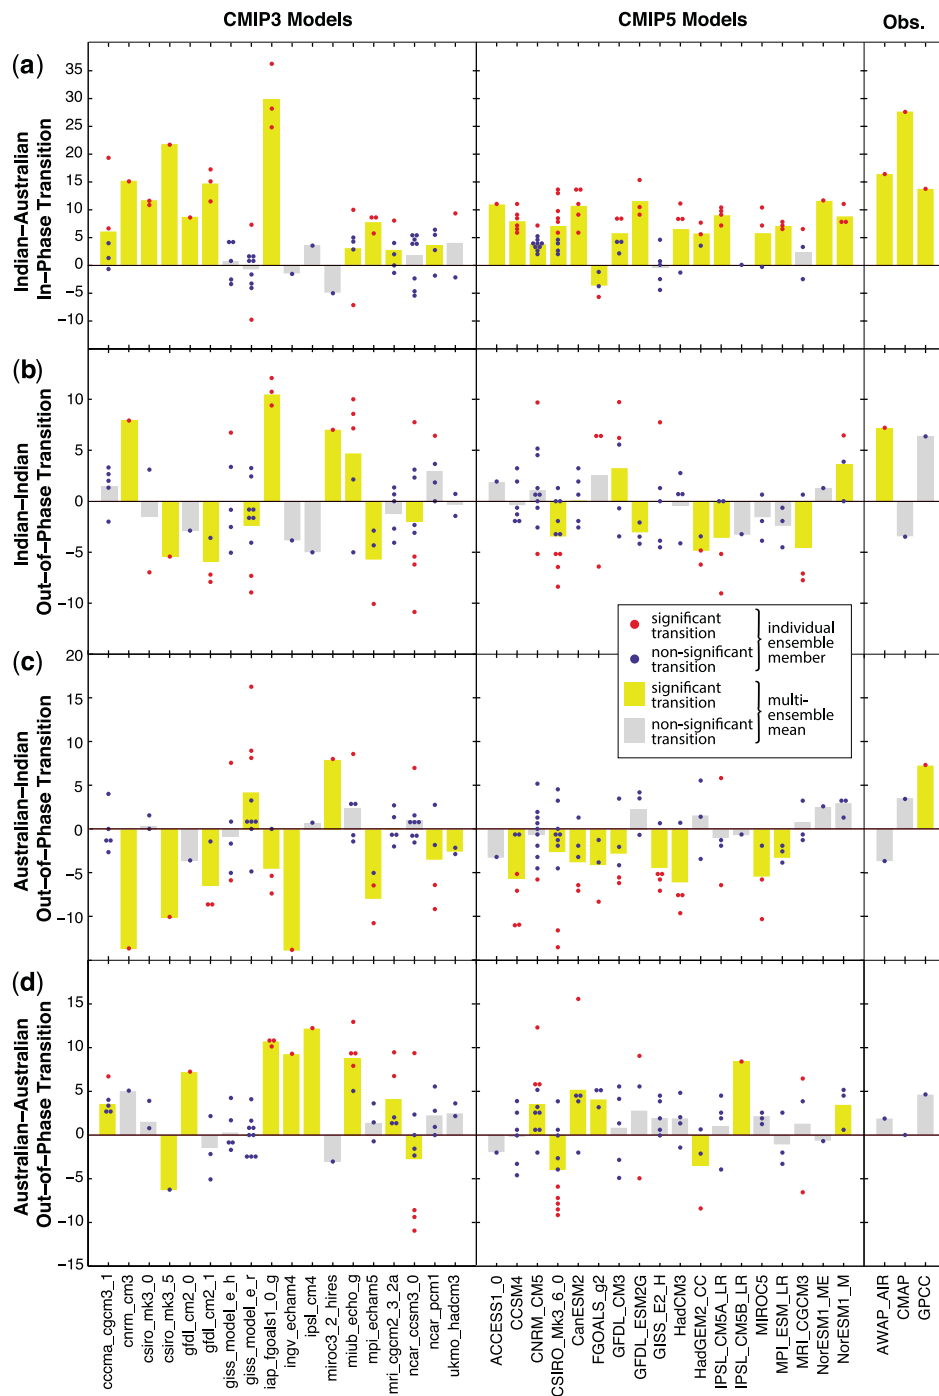 CMIP3 Models
CMIP5 Models
Obs.
(a)
Indian–Australian
In–Phase Transition
35
30
25
20
15
10
5
0
−5
−10
(b)
Indian–Indian
Out–of–Phase Transition
10
5
0
−5
−10
significant
transition
non-significant
transition
individual
ensemble
member
significant
transition
non-significant
transition
multi-
ensemble
mean
(c)
Australian–Indian
Out–of–Phase Transition
20
15
10
5
0
−5
−10
(d)
Australian–Australian
Out–of–Phase Transition
15
10
5
0
−5
−10
−15
cccma_cgcm3_1
cnrm_cm3
csiro_mk3_0
csiro_mk3_5
gfdl_cm2_0
gfdl_cm2_1
giss_model_e_h
giss_model_e_r
iap_fgoals1_0_g
ingv_echam4
ipsl_cm4
miroc3_2_hires
miub_echo_g
mpi_echam5
mri_cgcm2_3_2a
ncar_ccsm3_0
ncar_pcm1
ukmo_hadcm3
ACCESS1_0
CCSM4
CNRM_CM5
CSIRO_Mk3_6_0
CanESM2
FGOALS_g2
GFDL_CM3
GFDL_ESM2G
GISS_E2_H
HadCM3
HadGEM2_CC
IPSL_CM5A_LR
IPSL_CM5B_LR
MIROC5
MPI_ESM_LR
MRI_CGCM3
NorESM1_ME
NorESM1_M
AWAP_AIR
CMAP
GPCC